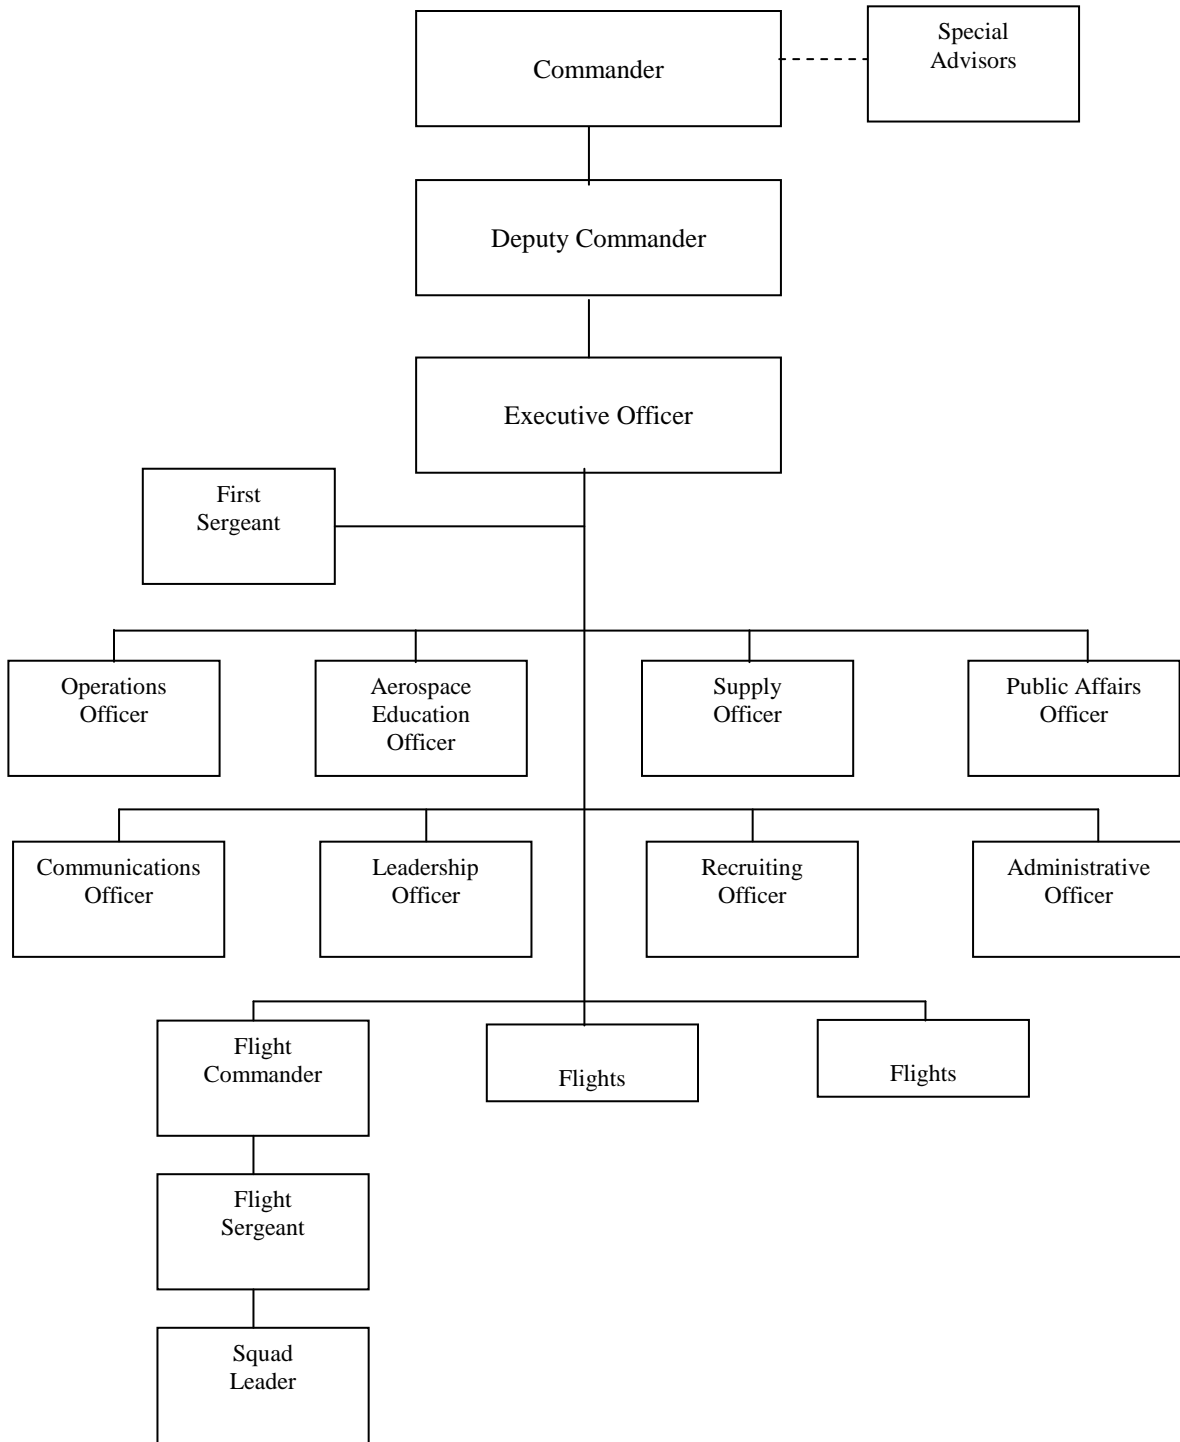 Commander
Special
Advisors
Deputy Commander
Executive Officer
First
Sergeant
Operations
Officer
Aerospace
Education
Officer
Supply
Officer
Public Affairs
Officer
Communications
Officer
Leadership
Officer
Recruiting
Officer
Administrative
Officer
Flight
Commander
Flights
Flights
Flight
Sergeant
Squad
Leader